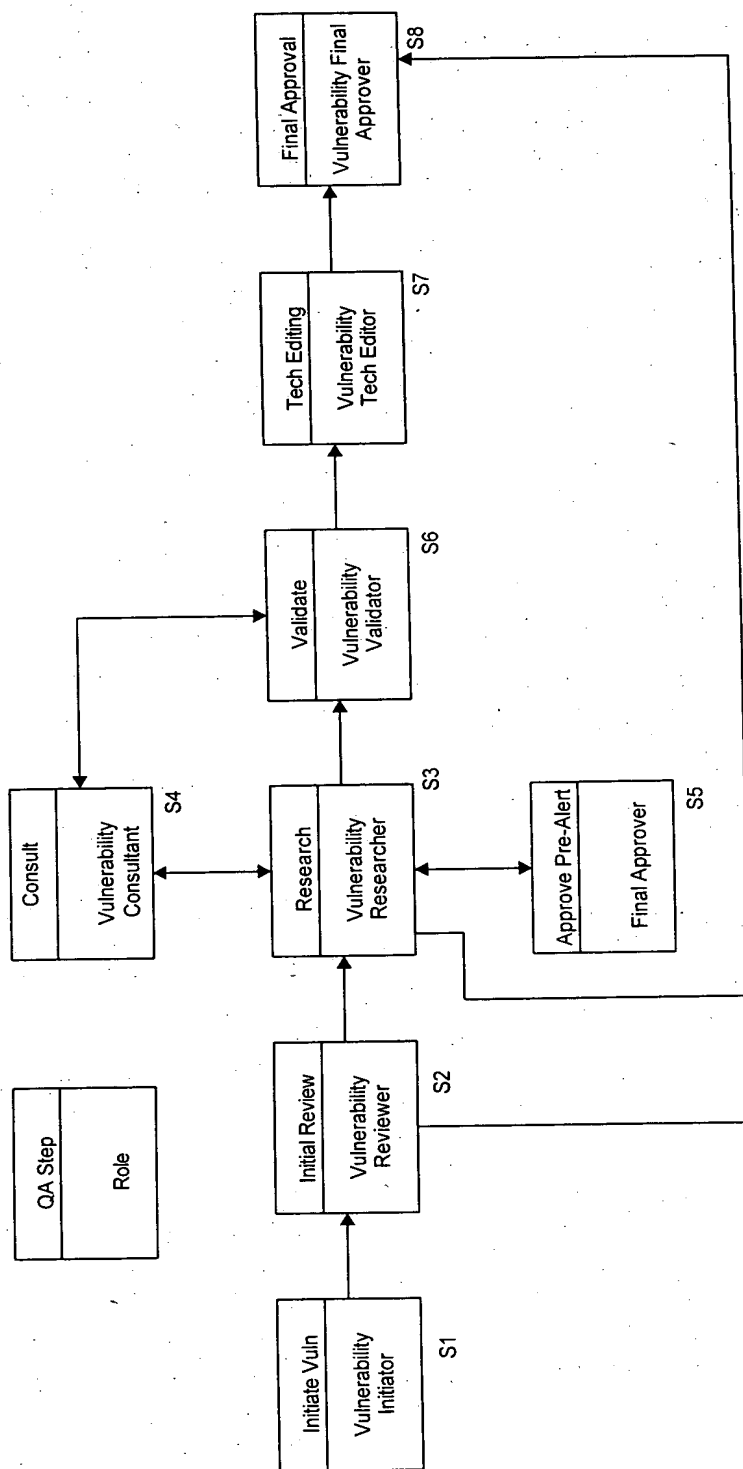 QA Step
Role
Consult
Vulnerability
Consultant
S4
Initiate Vuln
Vulnerability
Initiator
S1
Initial Review
Vulnerability
Reviewer
S2
Research
Vulnerability
Researcher
S3
Validate
Vulnerability
Validator
S6
Tech Editing
Vulnerability
Tech Editor
S7
Final Approval
Vulnerability Final
Approver
S8
Approve Pre-Alert
Final Approver
S5